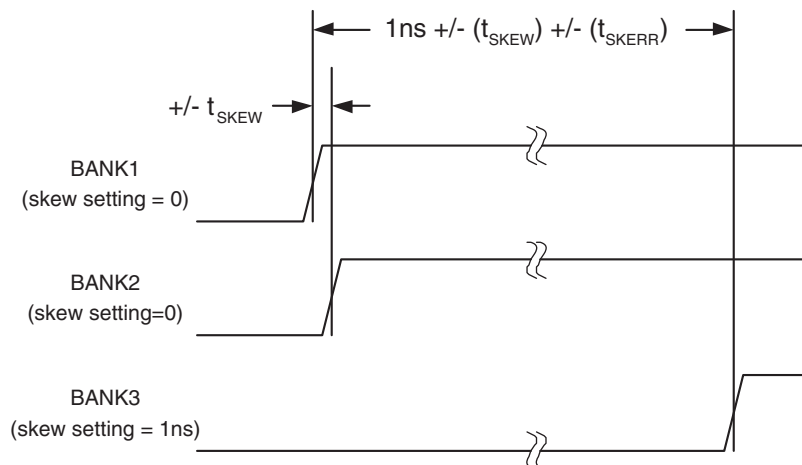 1ns +/- (tSKEW) +/- (tSKERR)
+/- tSKEW
BANK1
(skew setting = 0)
BANK2
(skew setting=0)
BANK3
(skew setting = 1ns)